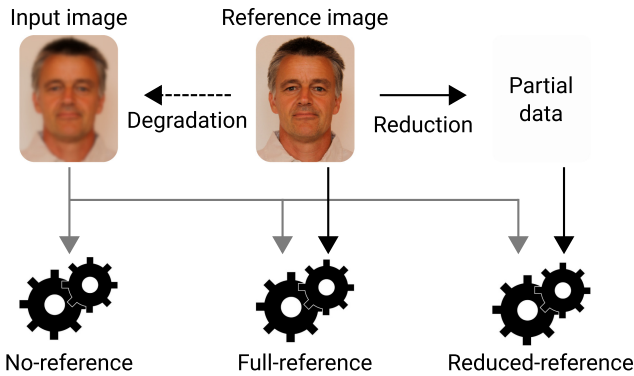 Input image
Reference image
Degradation
Reduction
Partial
data
No-reference
Full-reference
Reduced-reference